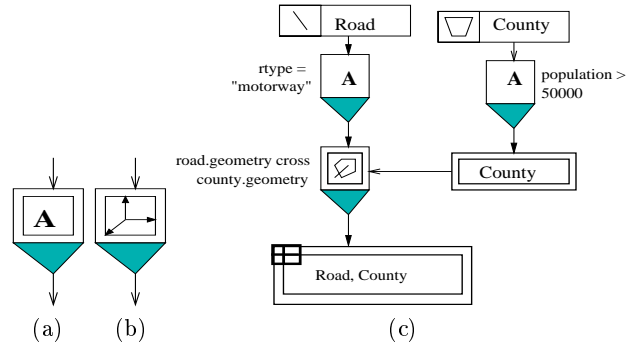 Road
County
rtype =
"motorway"
A
A
population >
50000
road.geometry cross
county.geometry
County
A
Road, County
(a)
(b)
(c)